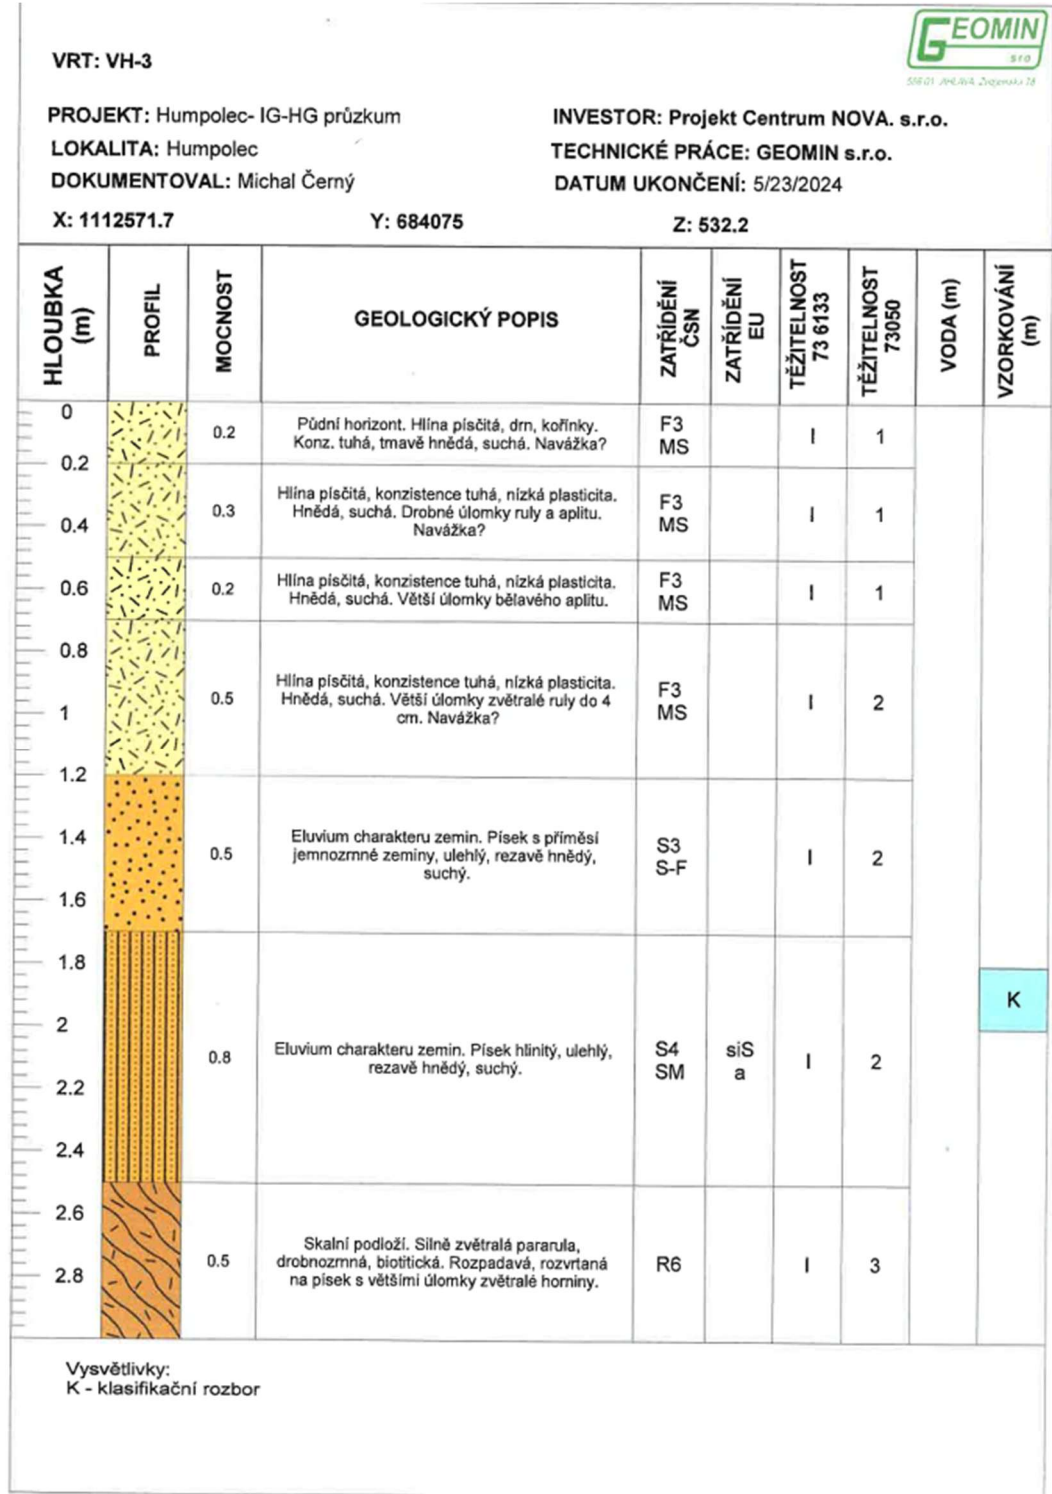 GEOMIN
s r o
VRT: VH-3
PROJEKT: Humpolec- IG-HG průzkum
INVESTOR: Projekt Centrum NOVA. s.r.o.
LOKALITA: Humpolec
TECHNICKÉ PRÁCE: GEOMIN s.r.o.
DOKUMENTOVAL: Michal Černý
DATUM UKONČENÍ: 5/23/2024
X: 1112571.7
Y: 684075
Z: 532.2
HLOUBKA
(m)
PROFIL
MOCNOST
GEOLOGICKÝ POPIS
ZATŘÍDĚNÍ
ČSN
ZATŘÍDĚNÍ
EU
TĚŽITELNOST
73 6133
TĚŽITELNOST
73050
VODA (m)
VZORKOVÁNÍ
(m)
0
0.2
Půdní horizont. Hlína písčitá, drn, kořínky.
Konz. tuhá, tmavě hnědá, suchá. Navážka?
F3
MS
I
1
0.2
0.4
0.3
Hlína písčitá, konzistence tuhá, nízká plasticita.
Hnědá, suchá. Drobné úlomky ruly a aplitu.
Navážka?
F3
MS
I
1
0.6
0.2
Hlína písčitá, konzistence tuhá, nízká plasticita.
Hnědá, suchá. Větší úlomky bělavého aplitu.
F3
MS
I
1
0.8
1
0.5
Hlína písčitá, konzistence tuhá, nízká plasticita.
Hnědá, suchá. Větší úlomky zvětralé ruly do 4
cm. Navážka?
F3
MS
I
2
1.2
1.4
1.6
0.5
Eluvium charakteru zemin. Písek s příměsí
jemnozrnné zeminy, ulehlý, rezavě hnědý,
suchý.
S3
S-F
I
2
1.8
K
2
2.2
2.4
0.8
Eluvium charakteru zemin. Písek hlinitý, ulehlý,
rezavě hnědý, suchý.
S4
SM
siS
a
I
2
2.6
2.8
0.5
Skalní podloží. Silně zvětralá pararula,
drobnozrnná, biotitická. Rozpadavá, rozvrtaná
na písek s většími úlomky zvětralé horniny.
R6
I
3
Vysvětlivky:
K - klasifikační rozbor